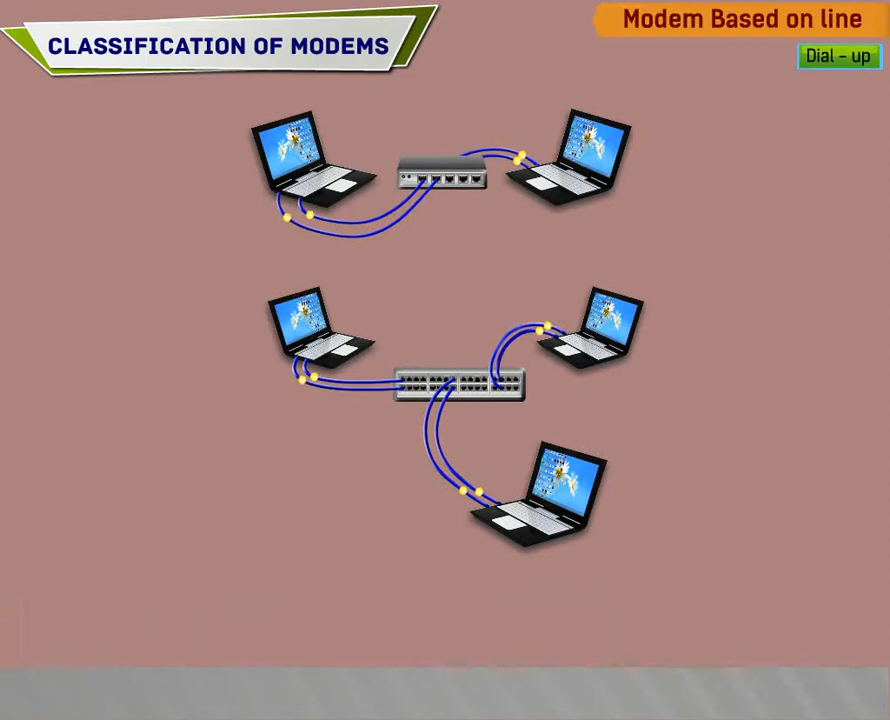 CLASSIFICATION OF MODEMS
Modem Based on line
Dial - up